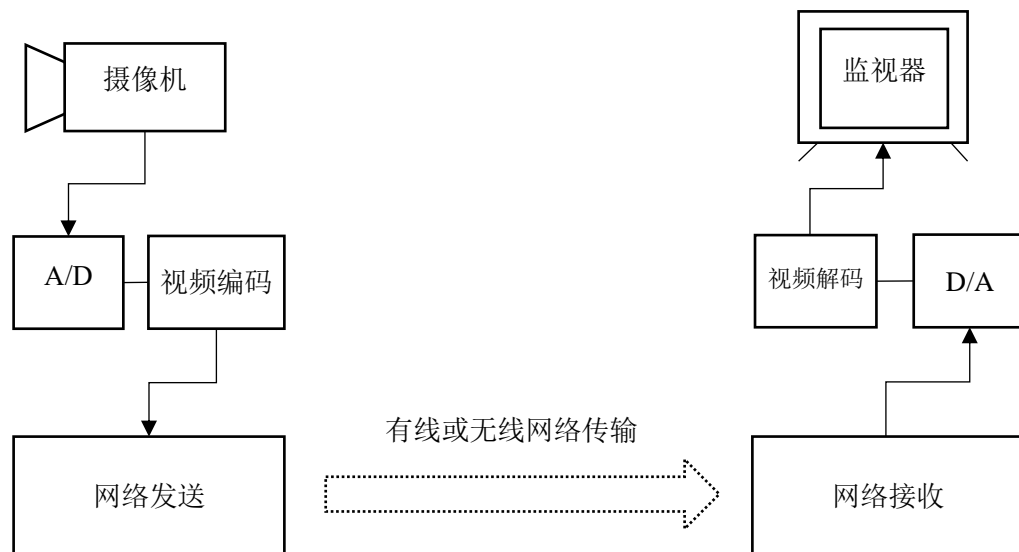 摄像机
监视器
A/D
视频编码
视频解码
D/A
有线或无线网络传输
网络发送
网络接收